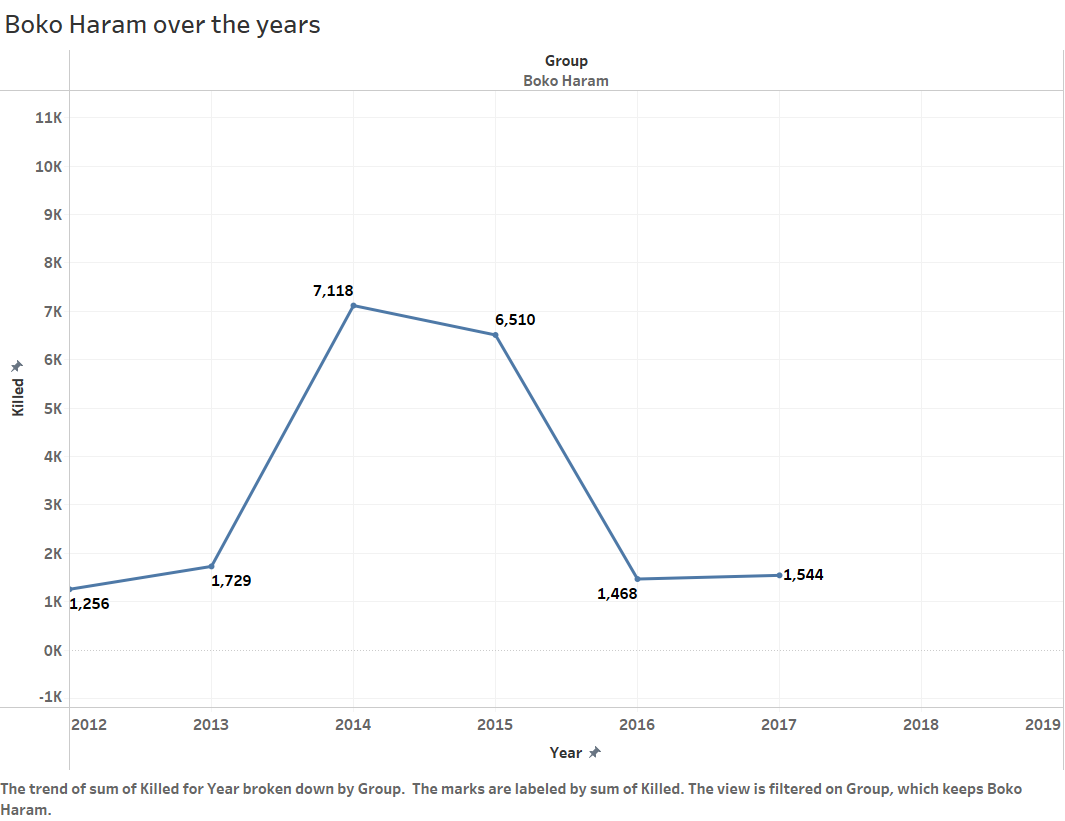 Boko Haram over the years
Group
Boko Haram
11K
10K
9K
8K
7K
6K
5K
4K
3K
2K
1K
0K
-1K
Killed
7,118
6,510
1,729
1,256
1,468
1,544
2012 2013 2014 2015 2016 2017 2018 2019
Year
The trend of sum of Killed for Year broken down by Group. The marks are labeled by sum of Killed. The view is filtered on Group, which keeps Boko
Haram.